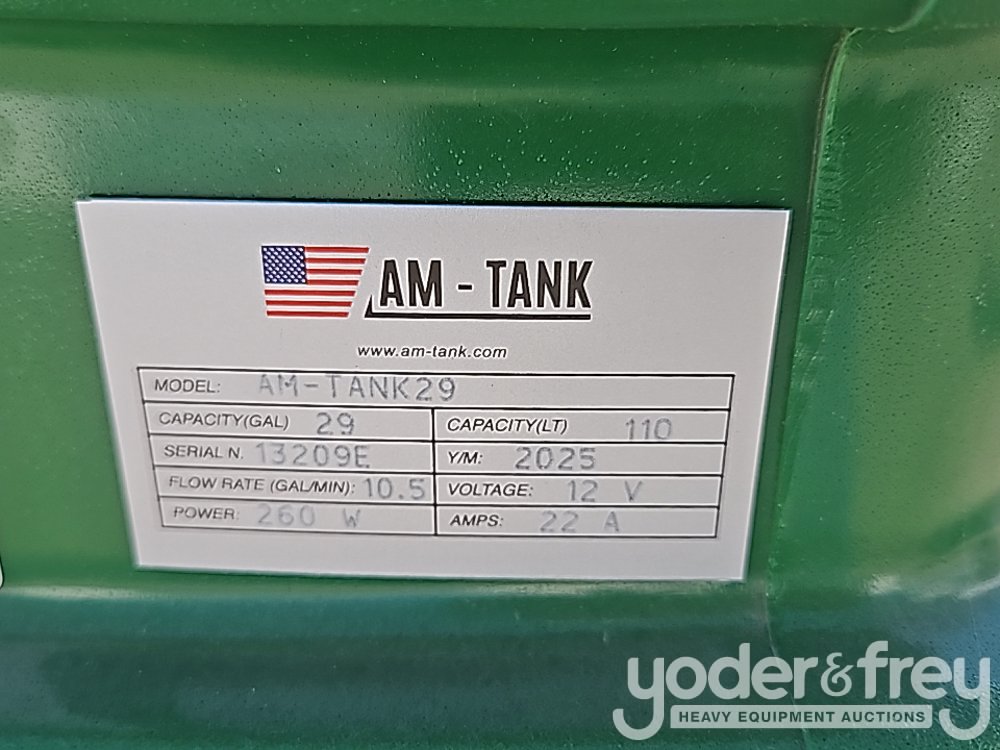 AM - TANK
www.am-tank.com
MODEL: AM-TANK29
CAPACITY(GAL) 29 CAPACITY(LT) 110
SERIAL N. 13209E Y/M: 2025
FLOW RATE (GAL/MIN): 10.5 VOLTAGE: 12 V
POWER: 260 W AMPS: 22 A
yoder&frey
HEAVY EQUIPMENT AUCTIONS